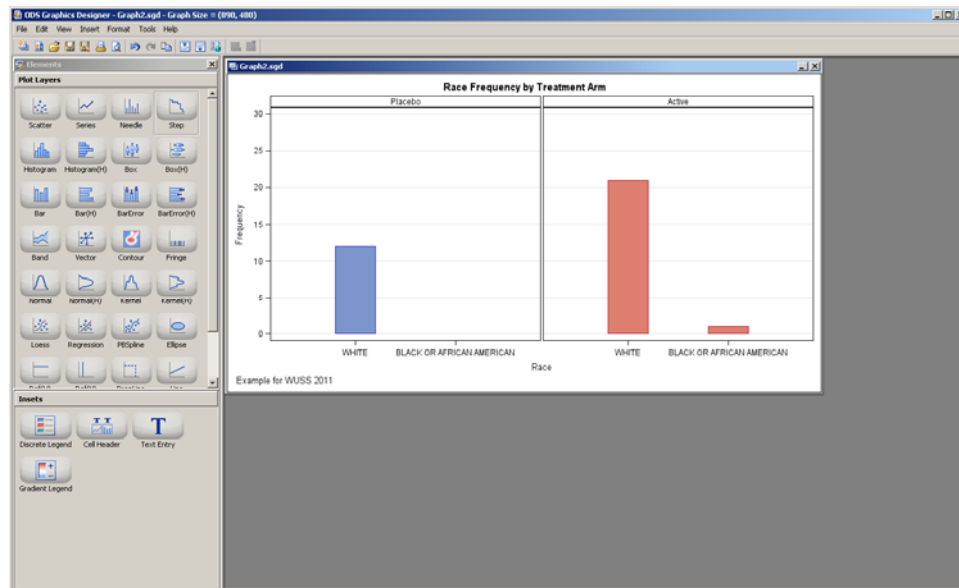 ODS Graphics Designer - Graph2.sgd - Graph Size = (890, 480)
File Edit View Insert Format Tools Help
Elements
Plot Layers
Scatter Series Needle Step
Histogram Histogram(H) Box Box(H)
Bar Bar(H) BarError BarError(H)
Band Vector Contour Fringe
Normal Normal(H) Kernel Kernel(H)
Loess Regression PBSpline Ellipse
Insets
Discrete Legend Cell Header Text Entry
Gradient Legend
Graph2.sgd
Race Frequency by Treatment Arm
Placebo Active
30
25
20
15
10
5
0
Frequency
WHITE BLACK OR AFRICAN AMERICAN WHITE BLACK OR AFRICAN AMERICAN
Race
Example for WUSS 2011